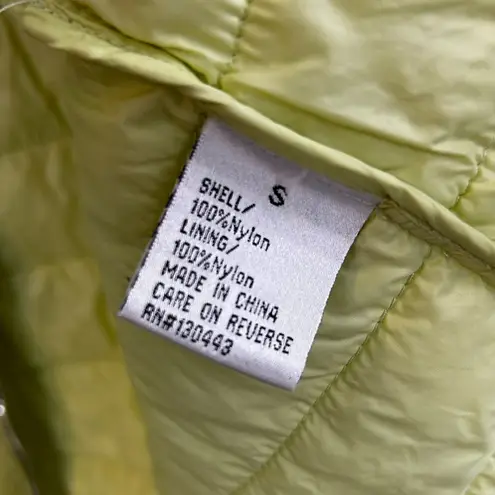 S
SHELL/
100%Nylon
LINING/
100%Nylon
MADE IN CHINA
CARE ON REVERSE
RN#130443